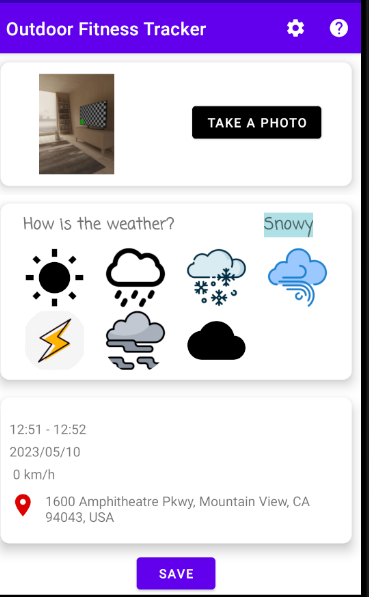 Outdoor Fitness Tracker
TAKE A PHOTO
How is the weather? Snowy
12:51 - 12:52
2023/05/10
0 km/h
1600 Amphitheatre Pkwy, Mountain View, CA
94043, USA
SAVE